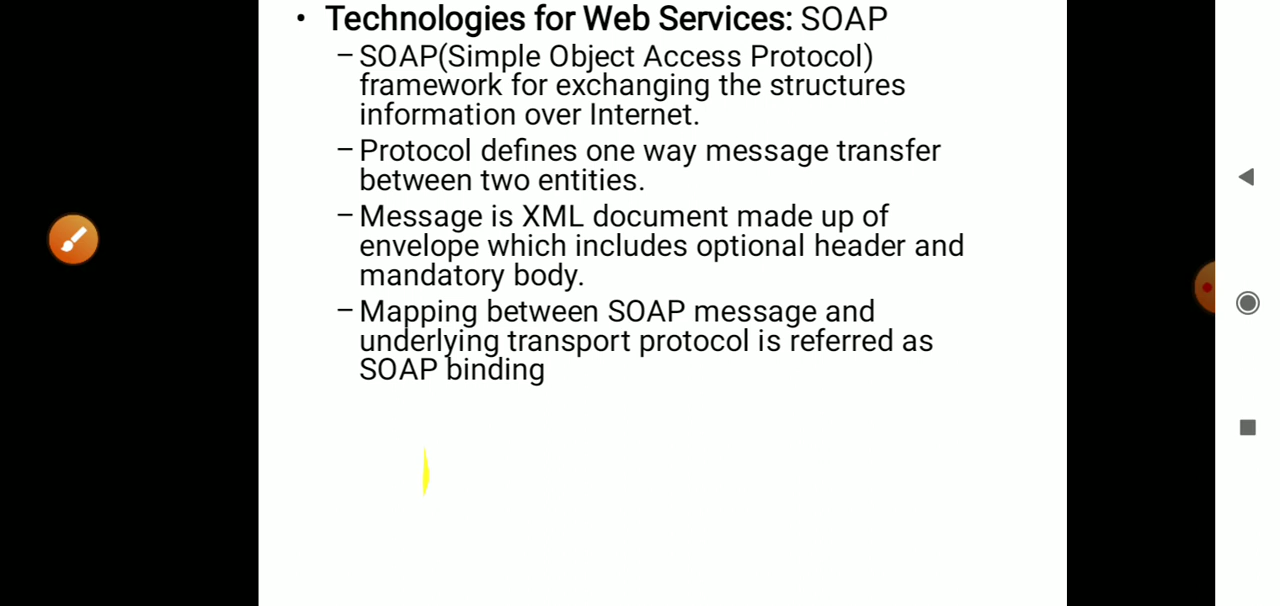 • Technologies for Web Services: SOAP
– SOAP(Simple Object Access Protocol)
framework for exchanging the structures
information over Internet.
– Protocol defines one way message transfer
between two entities.
– Message is XML document made up of
envelope which includes optional header and
mandatory body.
– Mapping between SOAP message and
underlying transport protocol is referred as
SOAP binding